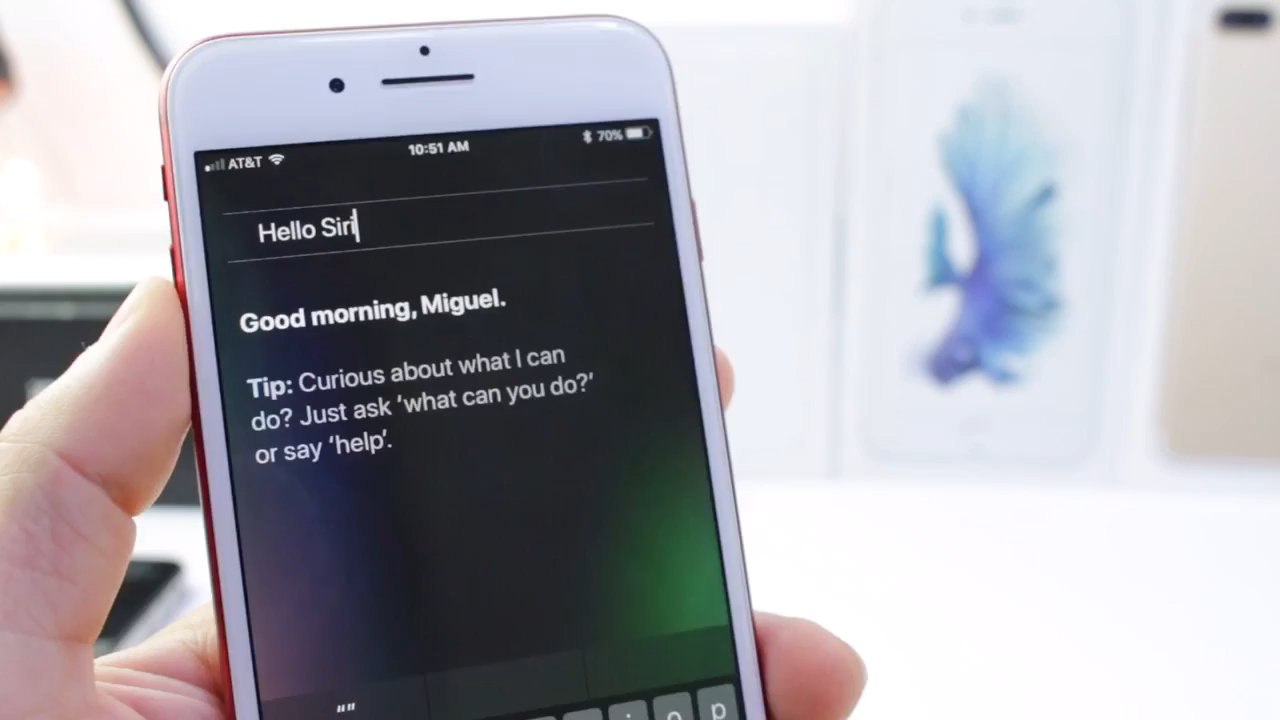 AT&T 10:51 AM 70%
Hello Siri
Good morning, Miguel.
Tip: Curious about what I can
do? Just ask ‘what can you do?’
or say ‘help’.
“”
i o p